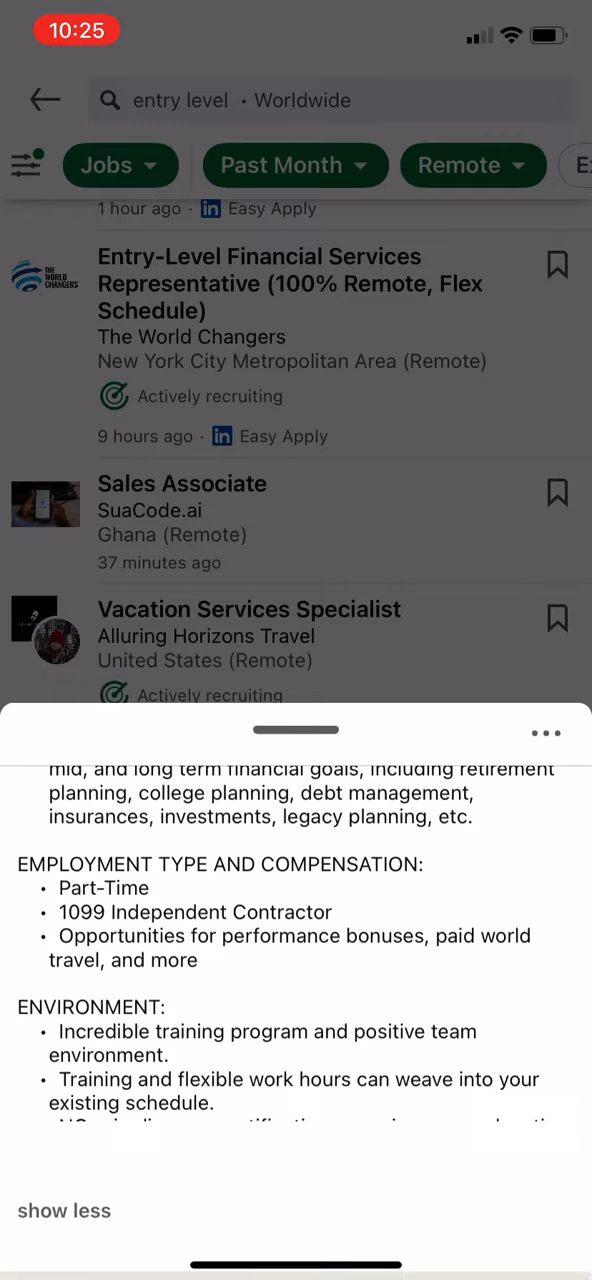 10:25
entry level • Worldwide
Jobs
Past Month
Remote
1 hour ago · in Easy Apply
THE WORLD CHANGERS
Entry-Level Financial Services
Representative (100% Remote, Flex
Schedule)
The World Changers
New York City Metropolitan Area (Remote)
Actively recruiting
9 hours ago · in Easy Apply
Sales Associate
SuaCode.ai
Ghana (Remote)
37 minutes ago
Vacation Services Specialist
Alluring Horizons Travel
United States (Remote)
Actively recruiting
mid, and long term financial goals, including retirement
planning, college planning, debt management,
insurances, investments, legacy planning, etc.
EMPLOYMENT TYPE AND COMPENSATION:
• Part-Time
• 1099 Independent Contractor
• Opportunities for performance bonuses, paid world
travel, and more
ENVIRONMENT:
• Incredible training program and positive team
environment.
• Training and flexible work hours can weave into your
existing schedule.
show less